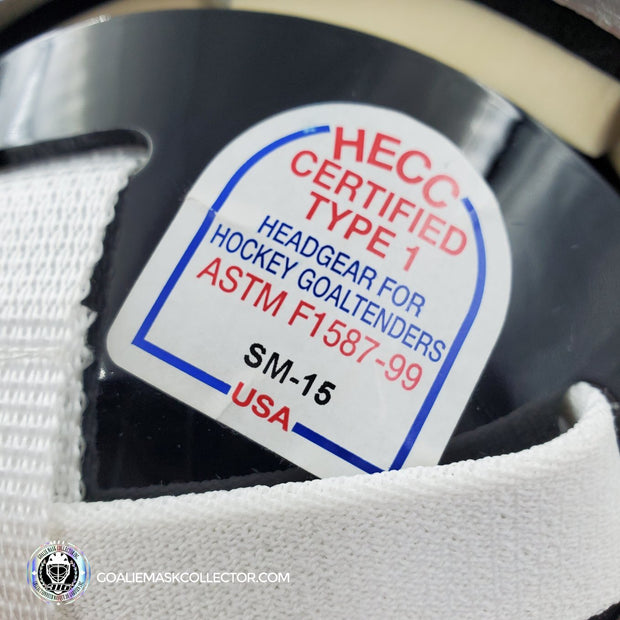 HECC
CERTIFIED
TYPE 1
HEADGEAR FOR
HOCKEY GOALTENDERS
ASTM F1587-99
SM-15
USA
GOALIEMASKCOLLECTOR.COM